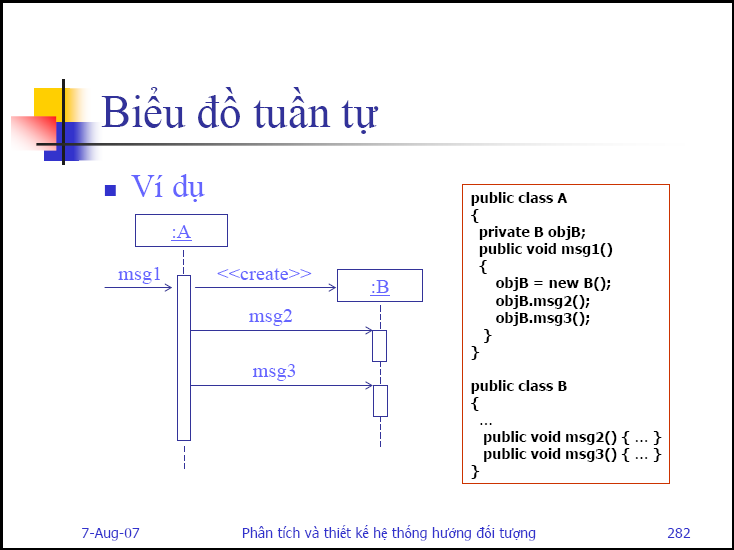 Biểu đồ tuần tự
Ví dụ
:A
msg1
<<create>>
:B
msg2
msg3
public class A
{
private B objB;
public void msg1()
{
objB = new B();
objB.msg2();
objB.msg3();
}
}
public class B
{
...
public void msg2() { ... }
public void msg3() { ... }
}
7-Aug-07
Phân tích và thiết kế hệ thống hướng đối tượng
282